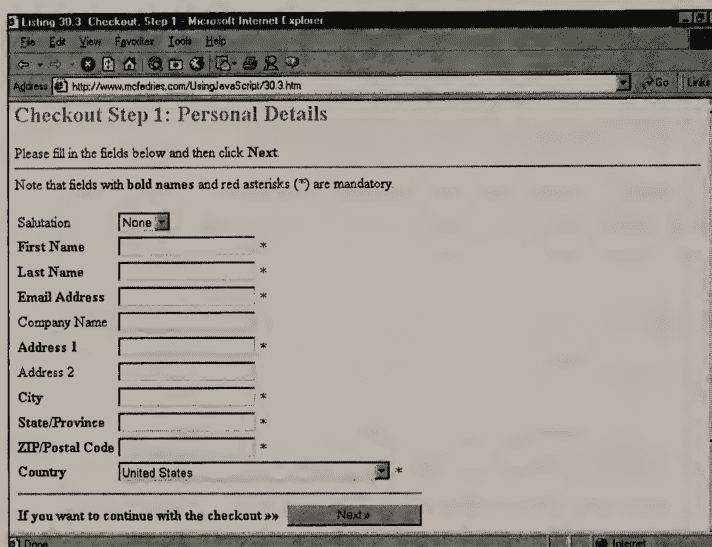 Listing 30.3 Checkout, Step 1 - Microsoft Internet Explorer
File Edit View Favorites Tools Help
Address http://www.mcfedries.com/UsingJavaScript/30.3.htm Go Links
Checkout Step 1: Personal Details
Please fill in the fields below and then click Next.
Note that fields with bold names and red asterisks (*) are mandatory.
Salutation None
First Name *
Last Name *
Email Address *
Company Name
Address 1 *
Address 2
City *
State/Province *
ZIP/Postal Code *
Country United States *
If you want to continue with the checkout »» Next»
Done Internet